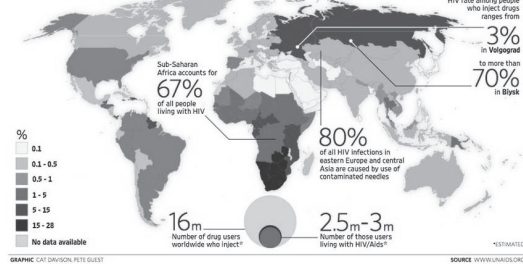 HIV rate among people
who inject drugs
ranges from
3%
in Volgograd
to more than
70%
in Biysk
Sub-Saharan
Africa accounts for
67%
of all people
living with HIV
80%
of all HIV infections in
eastern Europe and central
Asia are caused by use of
contaminated needles
%
0.1
0.1 - 0.5
0.5 - 1
1 - 5
5 - 15
15 - 28
No data available
16m
Number of drug users
worldwide who inject*
2.5m-3m
Number of those users
living with HIV/Aids*
*ESTIMATED
GRAPHIC CAT DAVISON, PETE GUEST
SOURCE WWW.UNAIDS.ORG